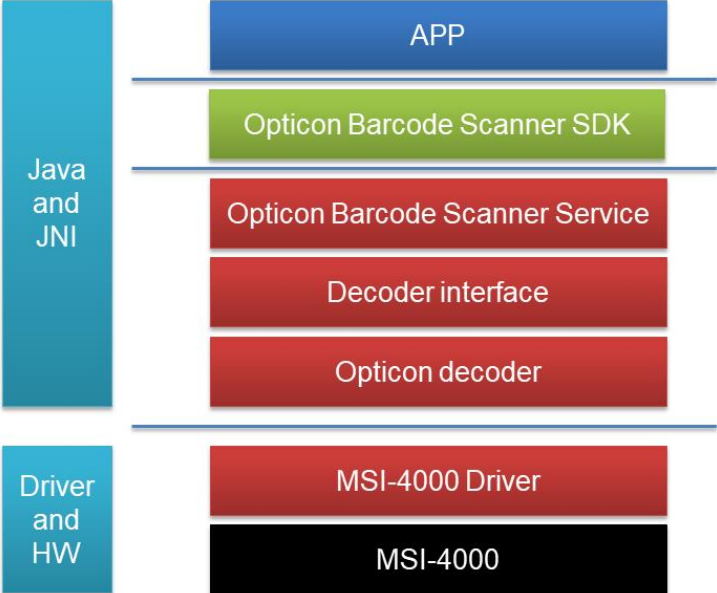 APP
Opticon Barcode Scanner SDK
Java
and
JNI
Opticon Barcode Scanner Service
Decoder interface
Opticon decoder
Driver
and
HW
MSI-4000 Driver
MSI-4000